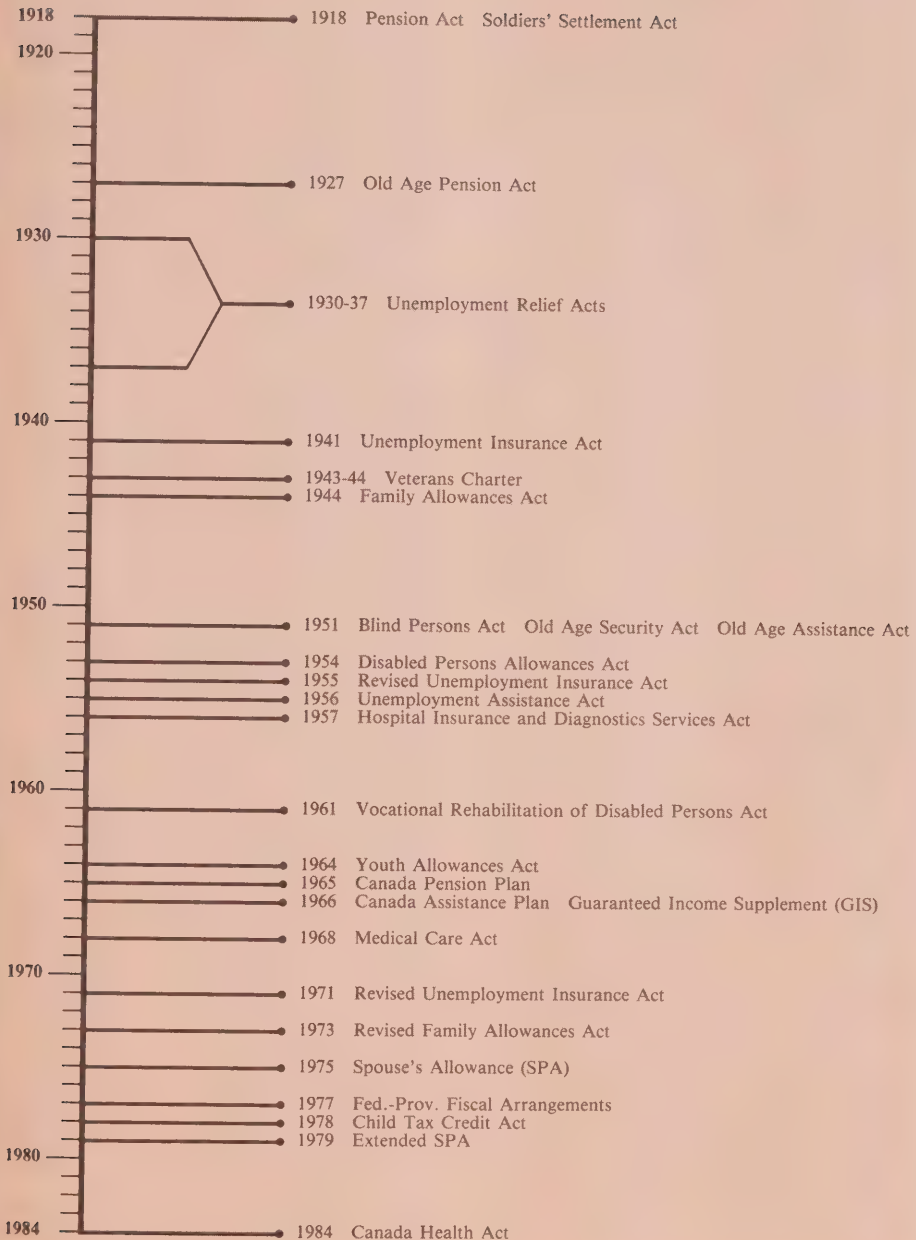 1918 1918 Pension Act Soldiers' Settlement Act
1920
1927 Old Age Pension Act
1930
1930-37 Unemployment Relief Acts
1940
1941 Unemployment Insurance Act
1943-44 Veterans Charter
1944 Family Allowances Act
1950
1951 Blind Persons Act Old Age Security Act Old Age Assistance Act
1954 Disabled Persons Allowances Act
1955 Revised Unemployment Insurance Act
1956 Unemployment Assistance Act
1957 Hospital Insurance and Diagnostics Services Act
1960
1961 Vocational Rehabilitation of Disabled Persons Act
1964 Youth Allowances Act
1965 Canada Pension Plan
1966 Canada Assistance Plan Guaranteed Income Supplement (GIS)
1968 Medical Care Act
1970
1971 Revised Unemployment Insurance Act
1973 Revised Family Allowances Act
1975 Spouse's Allowance (SPA)
1977 Fed.-Prov. Fiscal Arrangements
1978 Child Tax Credit Act
1979 Extended SPA
1980
1984 1984 Canada Health Act